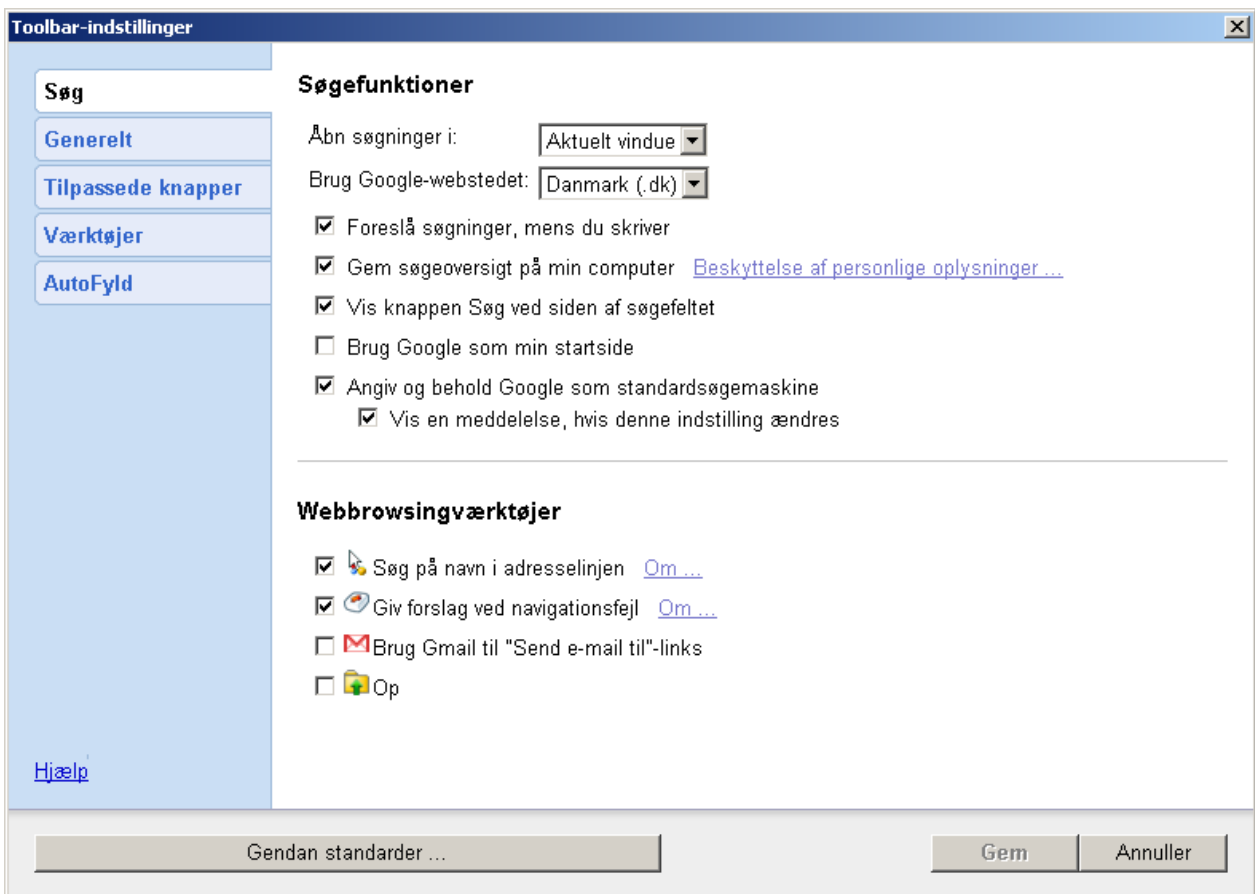 Toolbar-indstillinger
Søg
Generelt
Tilpassede knapper
Værktøjer
AutoFyld
Hjælp
Søgefunktioner
Åbn søgninger i: Aktuelt vindue
Brug Google-webstedet: Danmark (.dk)
Foreslå søgninger, mens du skriver
Gem søgeoversigt på min computer Beskyttelse af personlige oplysninger ...
Vis knappen Søg ved siden af søgefeltet
Brug Google som min startside
Angiv og behold Google som standardsøgemaskine
Vis en meddelelse, hvis denne indstilling ændres
Webbrowsingværktøjer
Søg på navn i adresselinjen Om ...
Giv forslag ved navigationsfejl Om ...
Brug Gmail til "Send e-mail til"-links
Op
Gendan standarder ... Gem Annuller